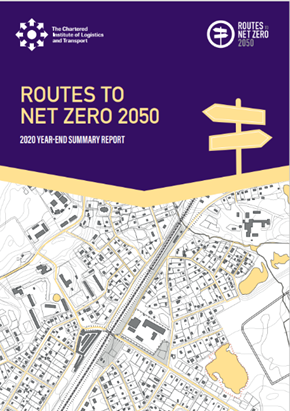 The Chartered
Institute of Logistics
and Transport
ROUTES TO
NET ZERO
2050
ROUTES TO
NET ZERO 2050
2020 YEAR-END SUMMARY REPORT